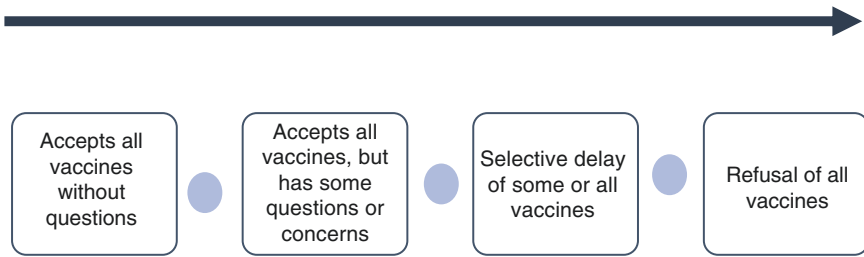 Accepts all
vaccines
without
questions
Accepts all
vaccines, but
has some
questions or
concerns
Selective delay
of some or all
vaccines
Refusal of all
vaccines